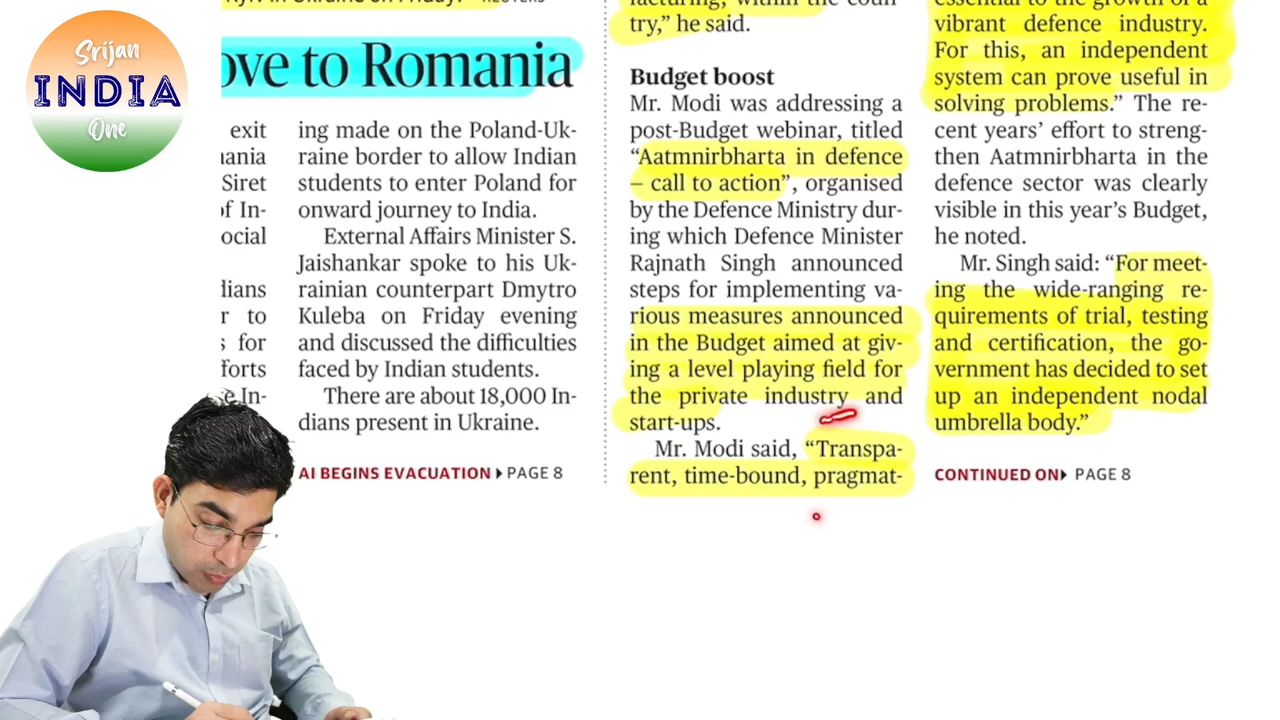 Srijan
INDIA
One
ove to Romania
exit
Siret
of In-
ocial
to
for
ing made on the Poland-Uk-
raine border to allow Indian
students to enter Poland for
onward journey to India.
External Affairs Minister S.
Jaishankar spoke to his Uk-
rainian counterpart Dmytro
Kuleba on Friday evening
and discussed the difficulties
faced by Indian students.
There are about 18,000 In-
dians present in Ukraine.
AI BEGINS EVACUATION PAGE 8
try,” he said.
Budget boost
Mr. Modi was addressing a
post-Budget webinar, titled
“Aatmnirbharta in defence
– call to action”, organised
by the Defence Ministry dur-
ing which Defence Minister
Rajnath Singh announced
steps for implementing va-
rious measures announced
in the Budget aimed at giv-
ing a level playing field for
the private industry and
start-ups.
Mr. Modi said, “Transpa-
rent, time-bound, pragmat-
essential to the growth of a
vibrant defence industry.
For this, an independent
system can prove useful in
solving problems.” The re-
cent years’ effort to streng-
then Aatmnirbharta in the
defence sector was clearly
visible in this year’s Budget,
he noted.
Mr. Singh said: “For meet-
ing the wide-ranging re-
quirements of trial, testing
and certification, the go-
vernment has decided to set
up an independent nodal
umbrella body.”
CONTINUED ON PAGE 8